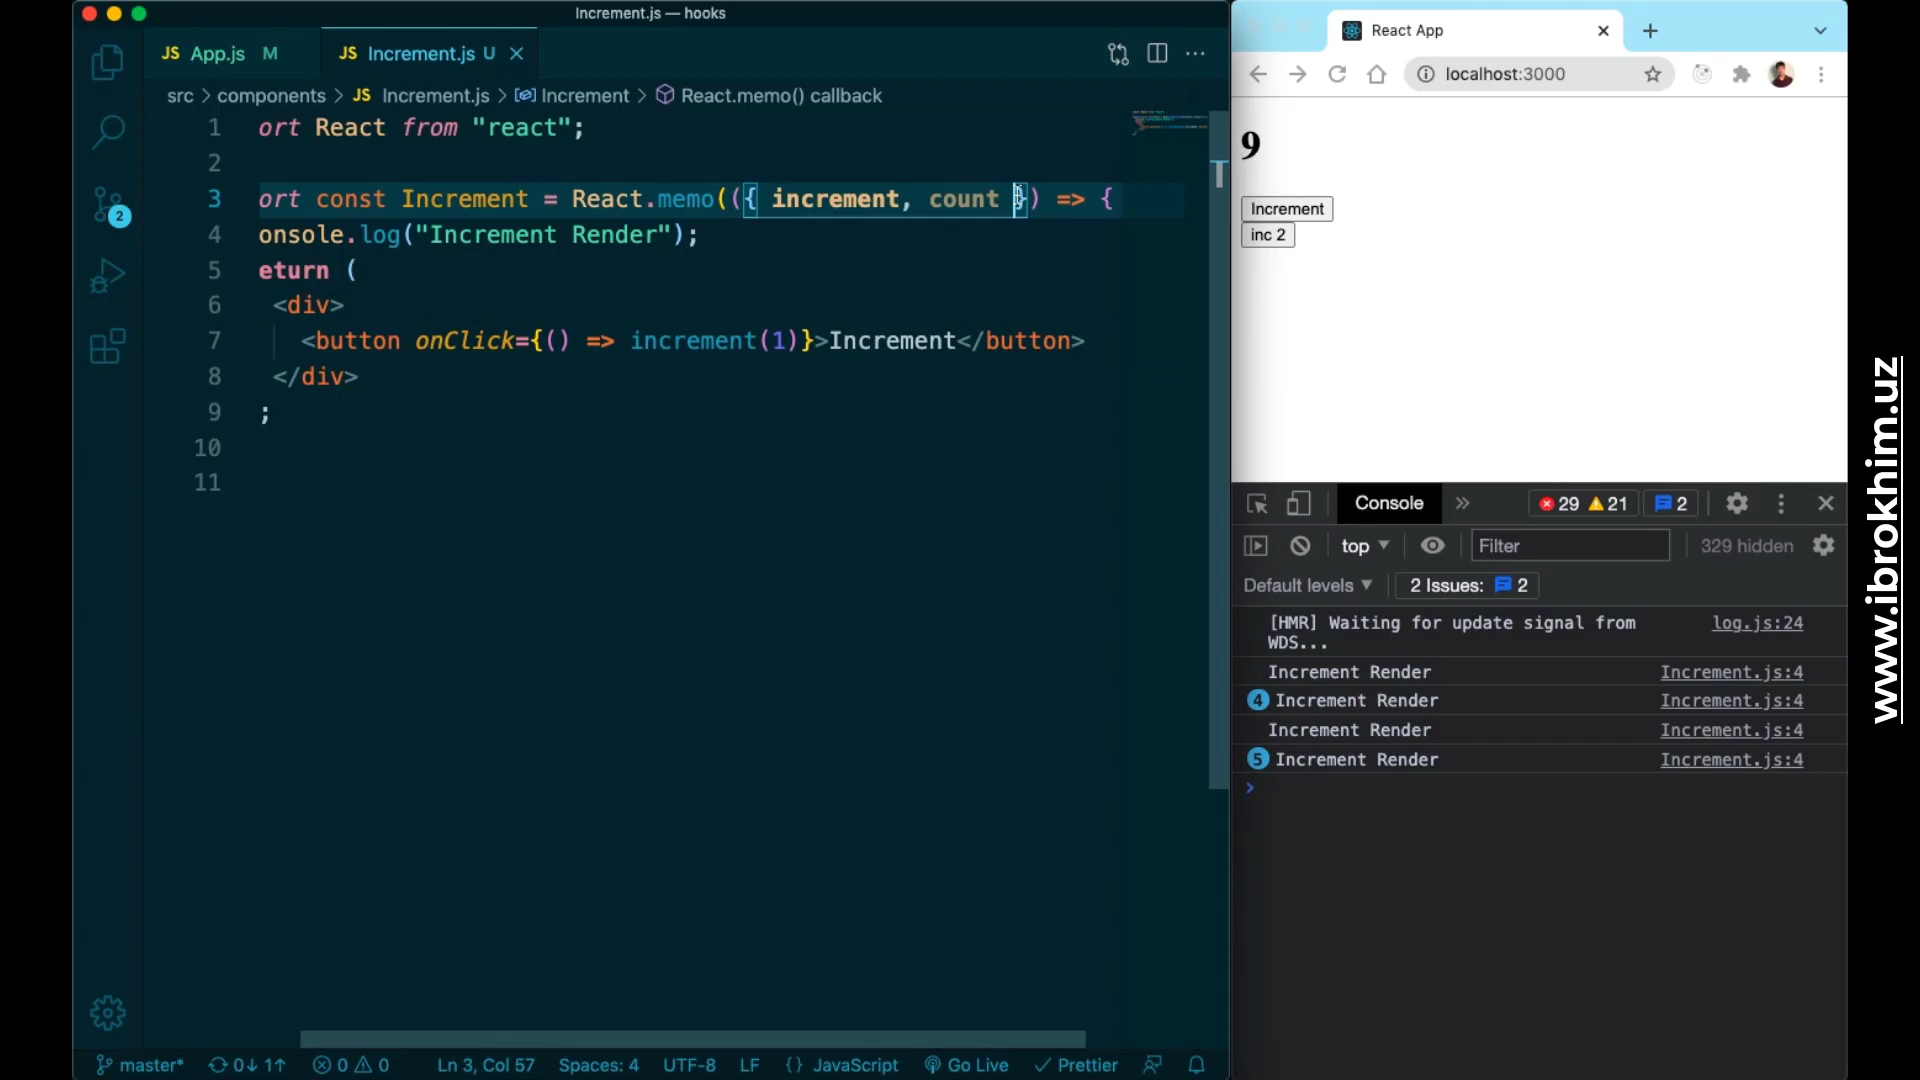 Increment.js — hooks
JS App.js M
JS Increment.js U
src > components > JS Increment.js > Increment > React.memo() callback
1 ort React from "react";
2
3 ort const Increment = React.memo(({ increment, count }) => {
4 onsole.log("Increment Render");
5 eturn (
6 <div>
7 <button onClick={() => increment(1)}>Increment</button>
8 </div>
9 ;
10
11
2
master* 0↓ 1↑ 0 0 Ln 3, Col 57 Spaces: 4 UTF-8 LF {} JavaScript Go Live Prettier
React App
localhost:3000
9
Increment
inc 2
Console 29 21 2
top Filter 329 hidden
Default levels 2 Issues: 2
[HMR] Waiting for update signal from log.js:24
WDS...
Increment Render Increment.js:4
4 Increment Render Increment.js:4
Increment Render Increment.js:4
5 Increment Render Increment.js:4
www.ibrokhim.uz